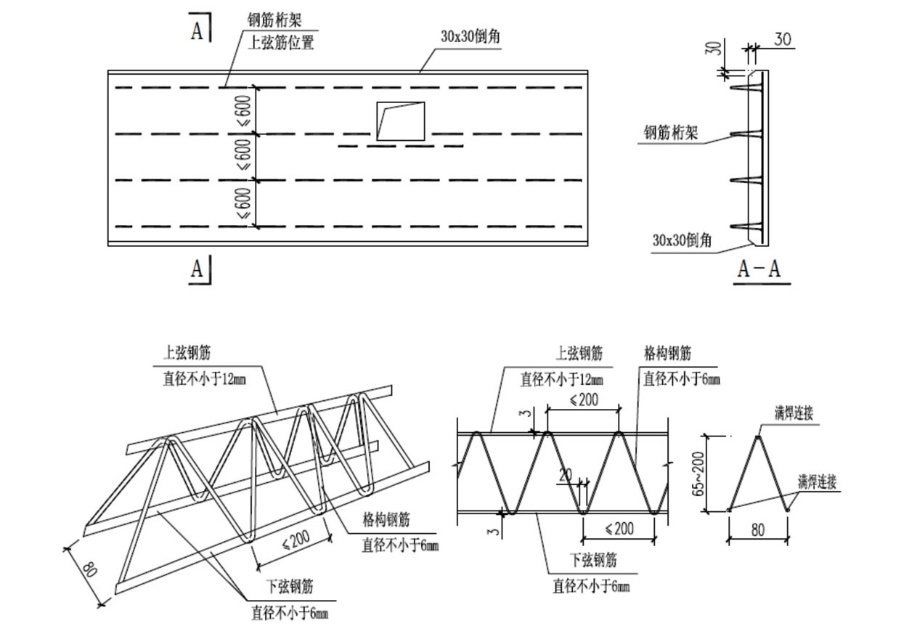 A
钢筋桁架
上弦筋位置
30x30倒角
≤600
≤600
≤600
A
30
30
钢筋桁架
30x30倒角
A-A
上弦钢筋
直径不小于12mm
格构钢筋
直径不小于6mm
≤200
下弦钢筋
直径不小于6mm
80
上弦钢筋
直径不小于12mm
格构钢筋
直径不小于6mm
3
≤200
20
3
≤200
下弦钢筋
直径不小于6mm
满焊连接
65~200
满焊连接
80